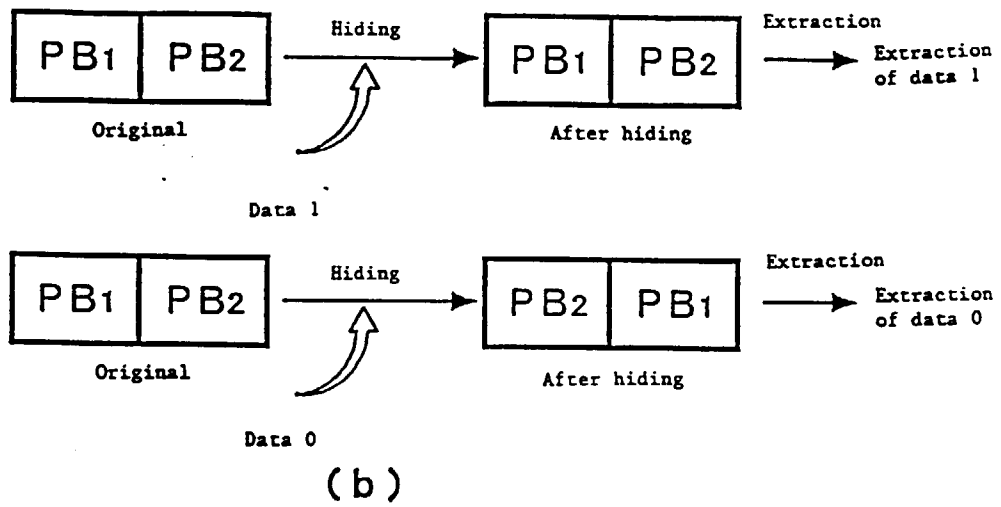 PB1 PB2 Hiding PB1 PB2 Extraction
Extraction
of data 1
Original After hiding
Data 1
PB1 PB2 Hiding PB2 PB1 Extraction
Extraction
of data 0
Original After hiding
Data 0
(b)